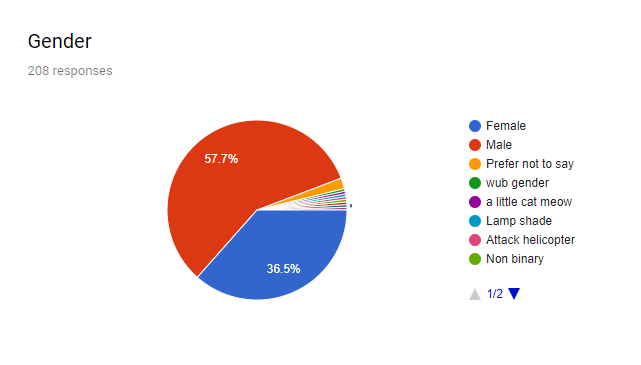 Gender
208 responses
57.7%
36.5%
Female
Male
Prefer not to say
wub gender
a little cat meow
Lamp shade
Attack helicopter
Non binary
1/2